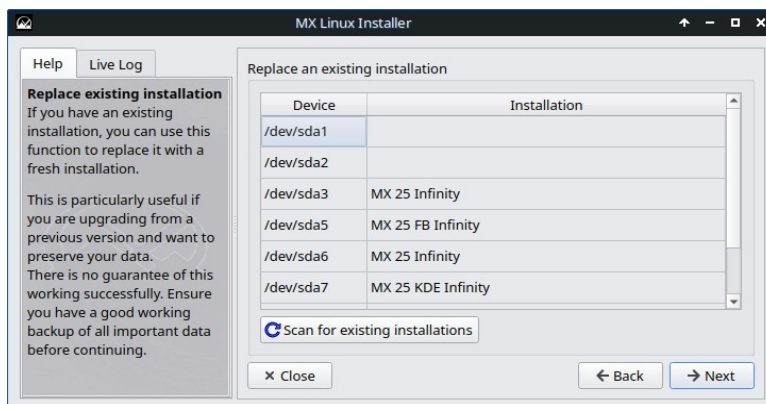 MX Linux Installer
Help
Live Log
Replace existing installation
If you have an existing
installation, you can use this
function to replace it with a
fresh installation.
This is particularly useful if
you are upgrading from a
previous version and want to
preserve your data.
There is no guarantee of this
working successfully. Ensure
you have a good working
backup of all important data
before continuing.
Replace an existing installation
Device Installation
/dev/sda1
/dev/sda2
/dev/sda3 MX 25 Infinity
/dev/sda5 MX 25 FB Infinity
/dev/sda6 MX 25 Infinity
/dev/sda7 MX 25 KDE Infinity
Scan for existing installations
Close
Back
Next